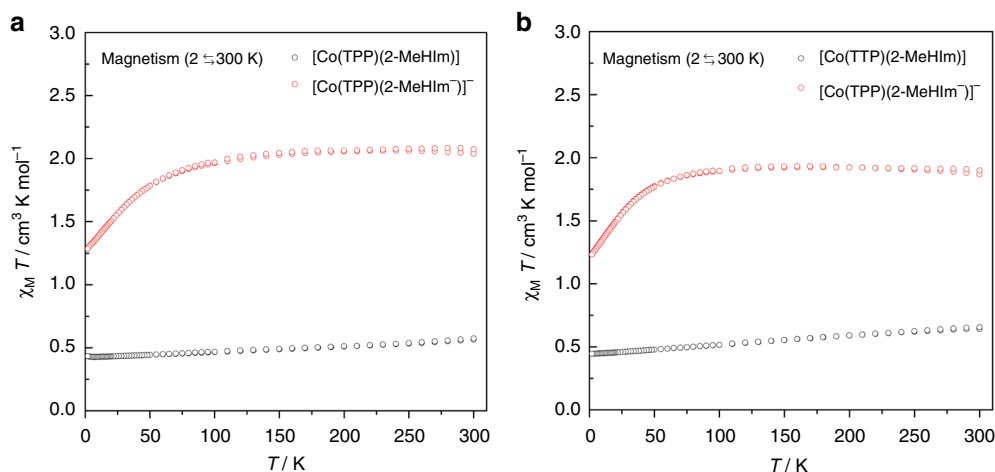 a
3.0
2.5
2.0
1.5
1.0
0.5
0.0
χM T / cm³ K mol⁻¹
Magnetism (2 ⇆ 300 K)
[Co(TPP)(2-MeHIm)]
[Co(TPP)(2-MeHIm⁻)]⁻
0 50 100 150 200 250 300
T / K
b
3.0
2.5
2.0
1.5
1.0
0.5
0.0
χM T / cm³ K mol⁻¹
Magnetism (2 ⇆ 300 K)
[Co(TTP)(2-MeHIm)]
[Co(TPP)(2-MeHIm⁻)]⁻
0 50 100 150 200 250 300
T / K